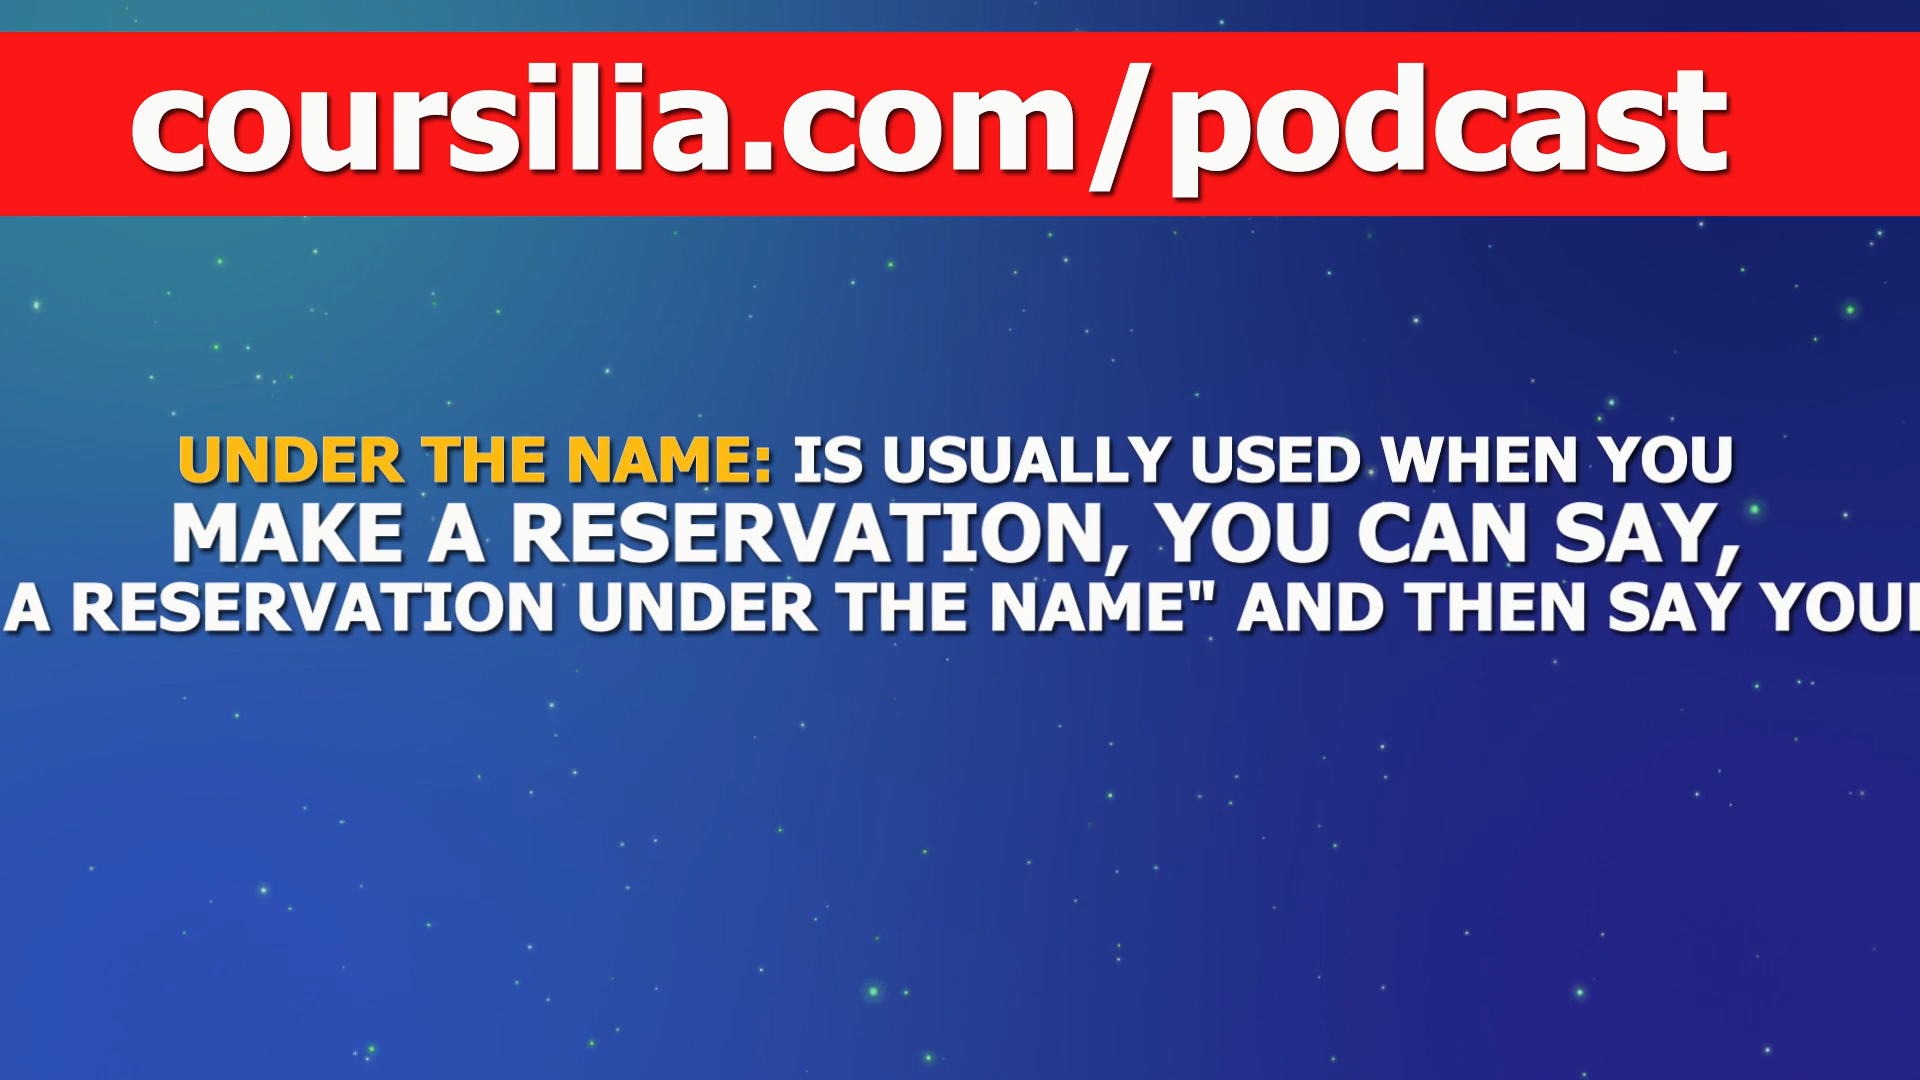 coursilia.com/podcast
UNDER THE NAME: IS USUALLY USED WHEN YOU
MAKE A RESERVATION, YOU CAN SAY,
A RESERVATION UNDER THE NAME" AND THEN SAY